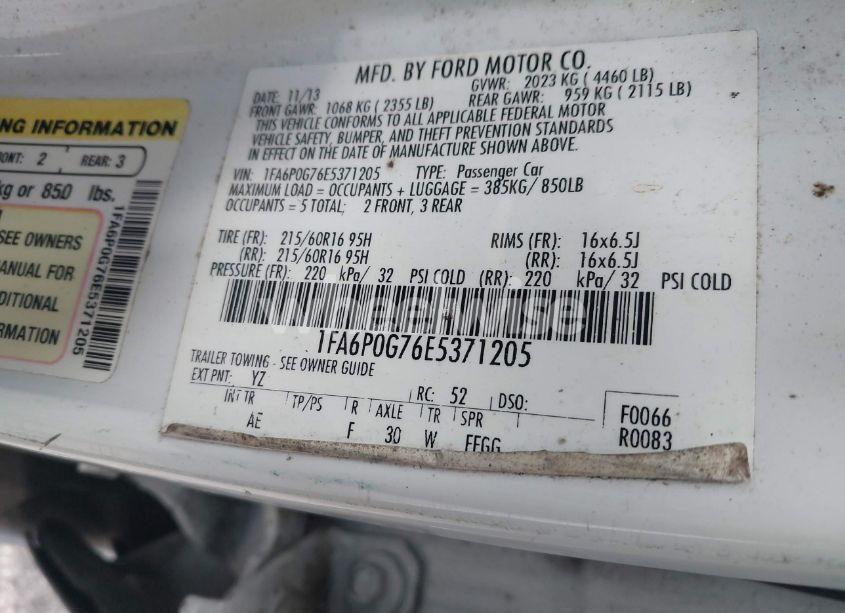 NG INFORMATION
ONT: 2
REAR: 3
kg or 850 lbs.
SEE OWNERS
MANUAL FOR
DITIONAL
RMATION
1FA6P0G76E5371205
MFD. BY FORD MOTOR CO.
DATE: 11/13
GVWR: 2023 KG ( 4460 LB)
FRONT GAWR: 1068 KG ( 2355 LB)
REAR GAWR: 959 KG ( 2115 LB)
THIS VEHICLE CONFORMS TO ALL APPLICABLE FEDERAL MOTOR
VEHICLE SAFETY, BUMPER, AND THEFT PREVENTION STANDARDS
IN EFFECT ON THE DATE OF MANUFACTURE SHOWN ABOVE.
VIN: 1FA6P0G76E5371205 TYPE: Passenger Car
MAXIMUM LOAD = OCCUPANTS + LUGGAGE = 385KG/ 850LB
OCCUPANTS = 5 TOTAL; 2 FRONT, 3 REAR
TIRE (FR): 215/60R16 95H RIMS (FR): 16x6.5J
(RR): 215/60R16 95H (RR): 16x6.5J
PRESSURE (FR): 220 kPa/ 32 PSI COLD (RR): 220 kPa/ 32 PSI COLD
1FA6P0G76E5371205
TRAILER TOWING - SEE OWNER GUIDE
EXT PNT: YZ RC: 52 DSO:
INT TR TP/PS R AXLE TR SPR
AE F 30 W FFGG
F0066
R0083